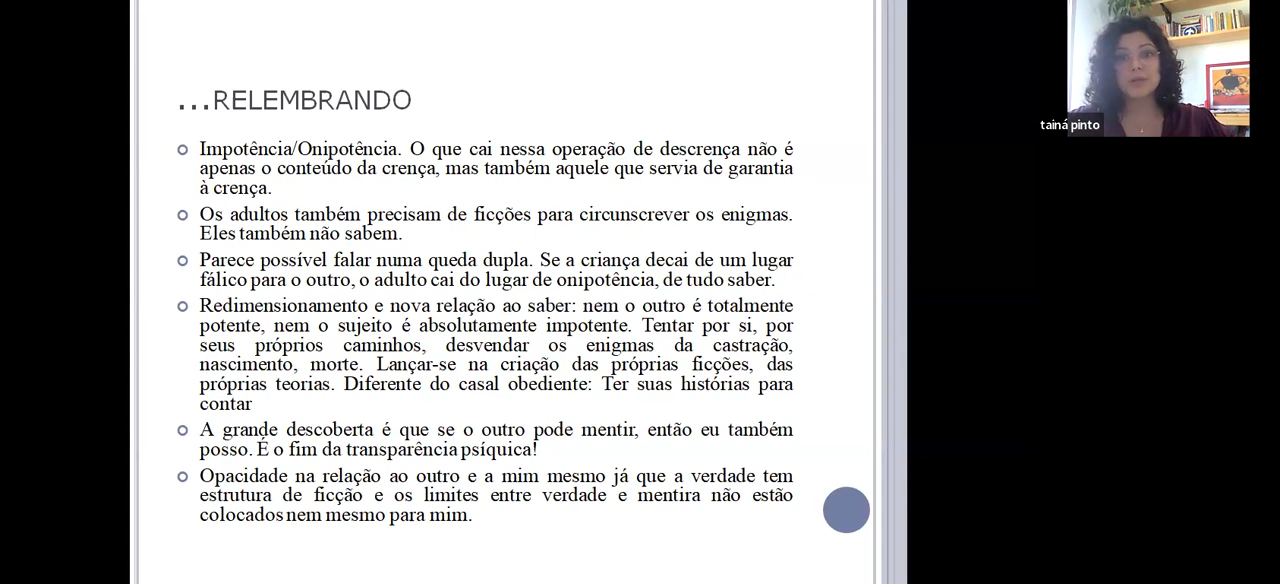 ...RELEMBRANDO
tainá pinto
Impotência/Onipotência. O que cai nessa operação de descrença não é
apenas o conteúdo da crença, mas também aquele que servia de garantia
à crença.
Os adultos também precisam de ficções para circunscrever os enigmas.
Eles também não sabem.
Parece possível falar numa queda dupla. Se a criança decai de um lugar
fálico para o outro, o adulto cai do lugar de onipotência, de tudo saber.
Redimensionamento e nova relação ao saber: nem o outro é totalmente
potente, nem o sujeito é absolutamente impotente. Tentar por si, por
seus próprios caminhos, desvendar os enigmas da castração,
nascimento, morte. Lançar-se na criação das próprias ficções, das
próprias teorias. Diferente do casal obediente: Ter suas histórias para
contar
A grande descoberta é que se o outro pode mentir, então eu também
posso. É o fim da transparência psíquica!
Opacidade na relação ao outro e a mim mesmo já que a verdade tem
estrutura de ficção e os limites entre verdade e mentira não estão
colocados nem mesmo para mim.